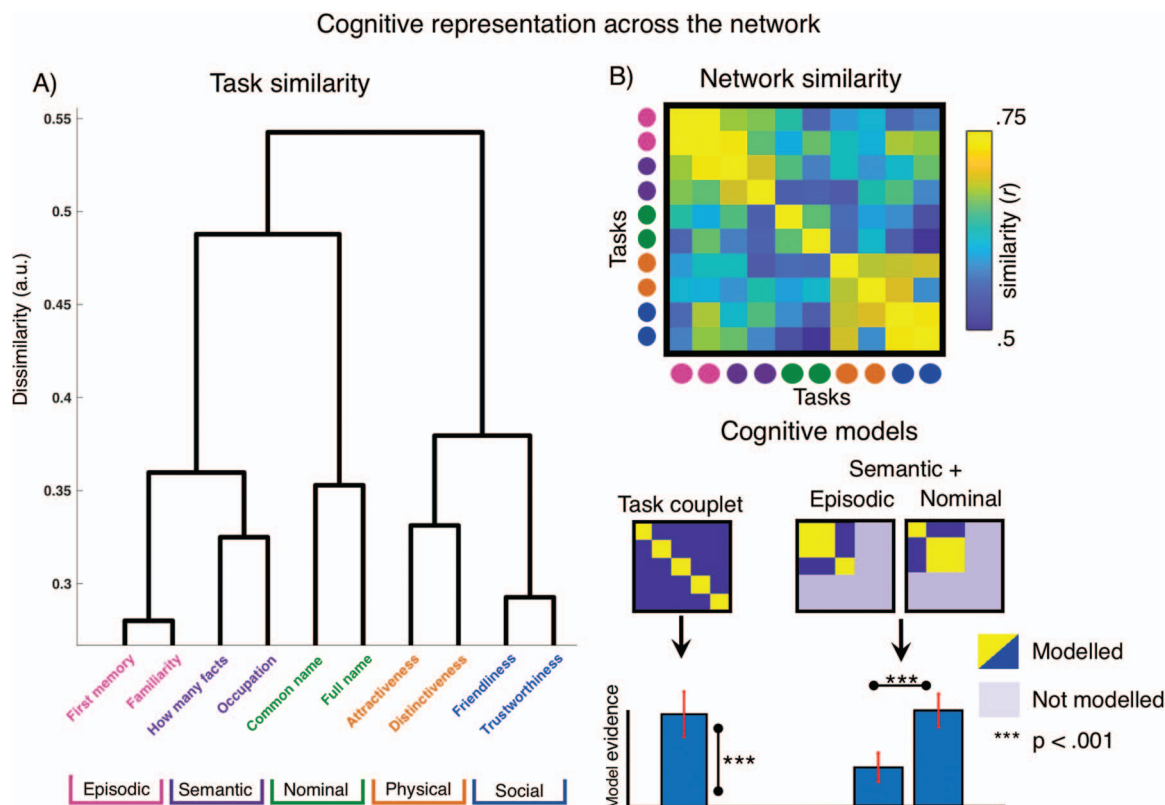 Cognitive representation across the network
A)
Task similarity
Dissimilarity (a.u.)
0.55
0.5
0.45
0.4
0.35
0.3
First memory
Familiarity
How many facts
Occupation
Common name
Full name
Attractiveness
Distinctiveness
Friendliness
Trustworthiness
Episodic
Semantic
Nominal
Physical
Social
B)
Network similarity
Tasks
Tasks
.75
similarity (r)
.5
Cognitive models
Task couplet
Semantic +
Episodic
Nominal
Model evidence
***
***
Modelled
Not modelled
*** p < .001